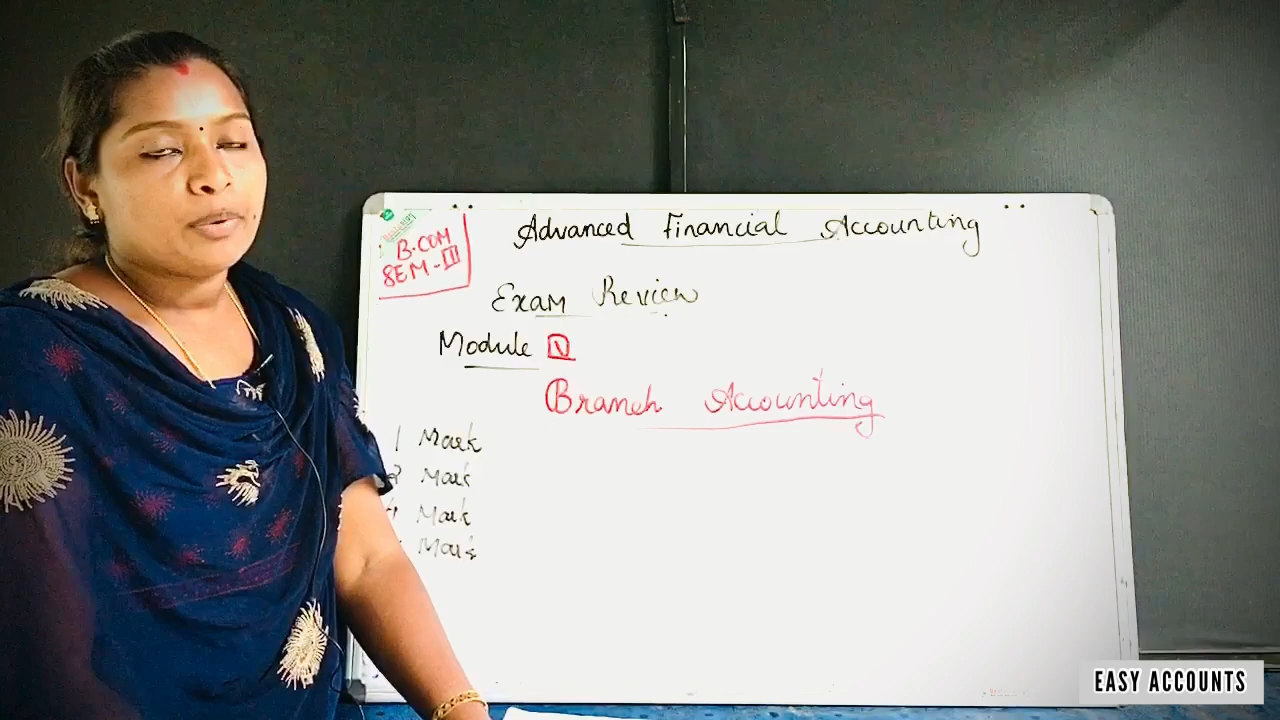 Advanced Financial Accounting
B.COM
SEM-III
Exam Review
Module V
Branch Accounting
1 Mark
2 Mark
4 Mark
Mark
EASY ACCOUNTS